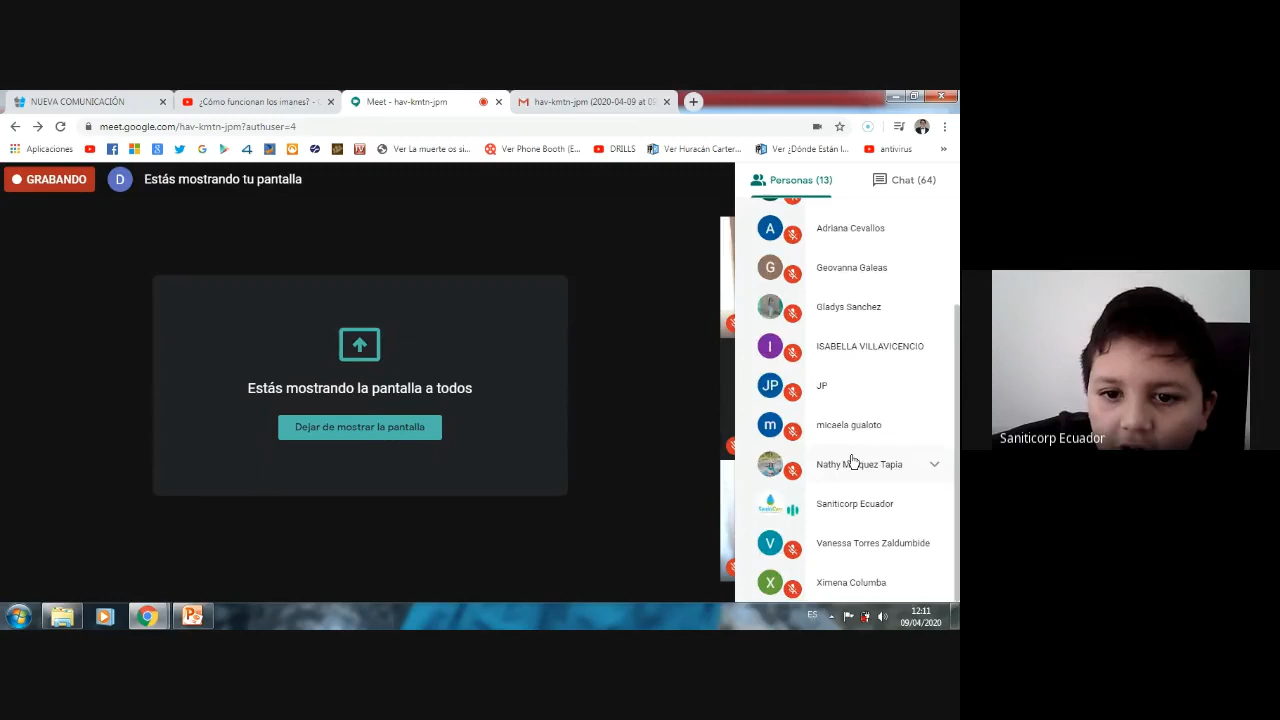 NUEVA COMUNICACIÓN
¿Cómo funcionan los imanes? -
Meet - hav-kmtn-jpm
hav-kmtn-jpm (2020-04-09 at 09
meet.google.com/hav-kmtn-jpm?authuser=4
Aplicaciones
Ver La muerte os si...
Ver Phone Booth (E...
DRILLS
Ver Huracán Carter...
Ver ¿Dónde Están l...
antivirus
»
GRABANDO
D
Estás mostrando tu pantalla
Personas (13)
Chat (64)
A
Adriana Cevallos
G
Geovanna Galeas
Gladys Sanchez
I
ISABELLA VILLAVICENCIO
JP
JP
m
micaela gualoto
Nathy Tapia
Saniticorp Ecuador
V
Vanessa Torres Zaldumbide
X
Ximena Columba
Estás mostrando la pantalla a todos
Dejar de mostrar la pantalla
Saniticorp Ecuador
ES
12:11
09/04/2020